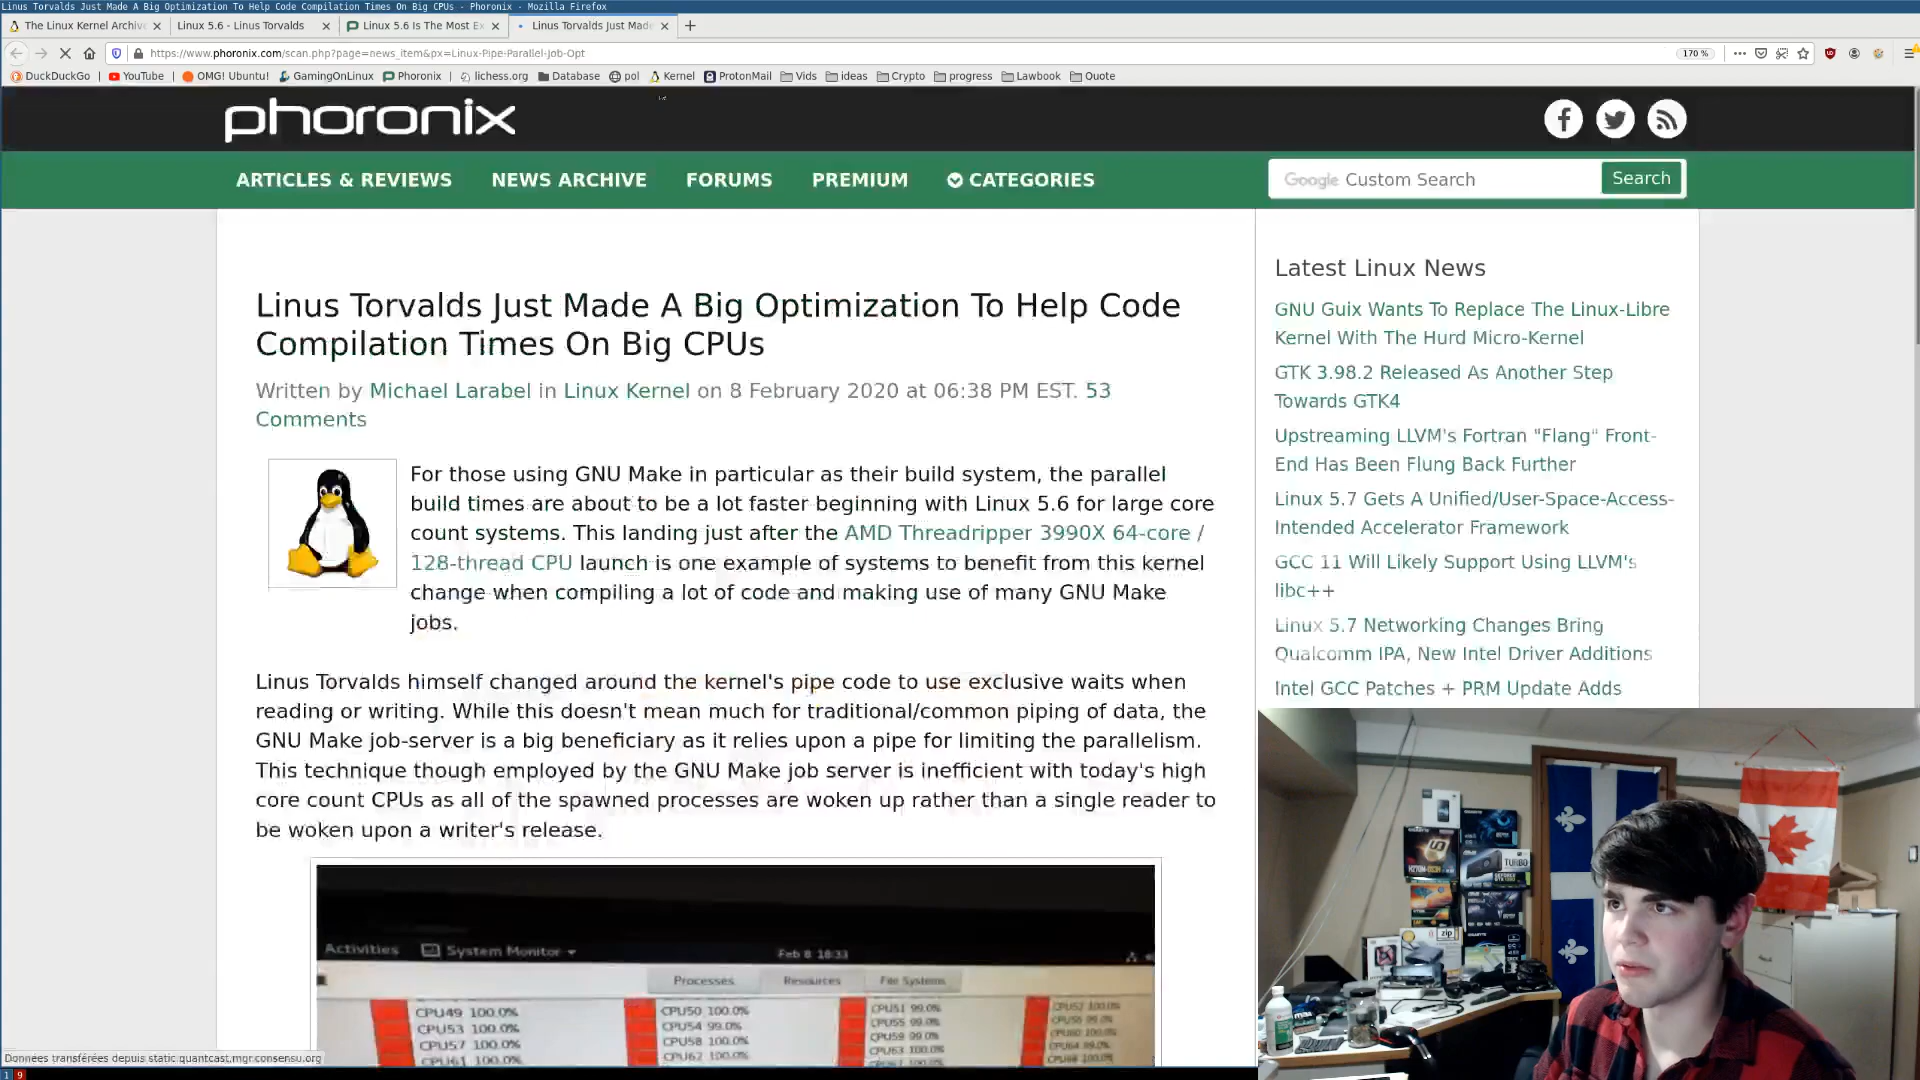 Linus Torvalds Just Made A Big Optimization To Help Code Compilation Times On Big CPUs - Phoronix - Mozilla Firefox
The Linux Kernel Archive
Linux 5.6 - Linus Torvalds
Linux 5.6 Is The Most Ex
Linus Torvalds Just Made
https://www.phoronix.com/scan.php?page=news_item&px=Linux-Pipe-Parallel-Job-Opt
170 %
DuckDuckGo
YouTube
OMG! Ubuntu!
GamingOnLinux
Phoronix
lichess.org
Database
pol
Kernel
ProtonMail
Vids
ideas
Crypto
progress
Lawbook
Quote
phoronix
ARTICLES & REVIEWS
NEWS ARCHIVE
FORUMS
PREMIUM
CATEGORIES
Google Custom Search
Search
Linus Torvalds Just Made A Big Optimization To Help Code
Compilation Times On Big CPUs
Written by Michael Larabel in Linux Kernel on 8 February 2020 at 06:38 PM EST. 53
Comments
For those using GNU Make in particular as their build system, the parallel
build times are about to be a lot faster beginning with Linux 5.6 for large core
count systems. This landing just after the AMD Threadripper 3990X 64-core /
128-thread CPU launch is one example of systems to benefit from this kernel
change when compiling a lot of code and making use of many GNU Make
jobs.
Linus Torvalds himself changed around the kernel's pipe code to use exclusive waits when
reading or writing. While this doesn't mean much for traditional/common piping of data, the
GNU Make job-server is a big beneficiary as it relies upon a pipe for limiting the parallelism.
This technique though employed by the GNU Make job server is inefficient with today's high
core count CPUs as all of the spawned processes are woken up rather than a single reader to
be woken upon a writer's release.
Activities
System Monitor
Feb 8 18:33
Processes
Resources
File Systems
CPU49 100.0%
CPU50 100.0%
CPU51 99.0%
CPU52 100.0%
CPU53 100.0%
CPU54 99.0%
CPU55 99.0%
CPU57 100.0%
CPU58 100.0%
CPU59 100.0%
CPU61 100.0%
CPU62 100.0%
CPU63 100.0%
Latest Linux News
GNU Guix Wants To Replace The Linux-Libre
Kernel With The Hurd Micro-Kernel
GTK 3.98.2 Released As Another Step
Towards GTK4
Upstreaming LLVM's Fortran "Flang" Front-
End Has Been Flung Back Further
Linux 5.7 Gets A Unified/User-Space-Access-
Intended Accelerator Framework
GCC 11 Will Likely Support Using LLVM's
libc++
Linux 5.7 Networking Changes Bring
Qualcomm IPA, New Intel Driver Additions
Intel GCC Patches + PRM Update Adds
TURBO
zip
Données transférées depuis static.quantcast.mgr.consensu.org
1 9